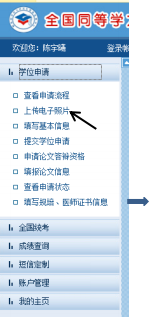 全国同等学
欢迎您: 陈宇曦 登录帐
学位申请
查看申请流程
上传电子照片
填写基本信息
提交学位申请
申请论文答辩资格
填报论文信息
查看申请状态
填写规培、医师证书信息
全国统考
成绩查询
短信定制
账户管理
我的主页